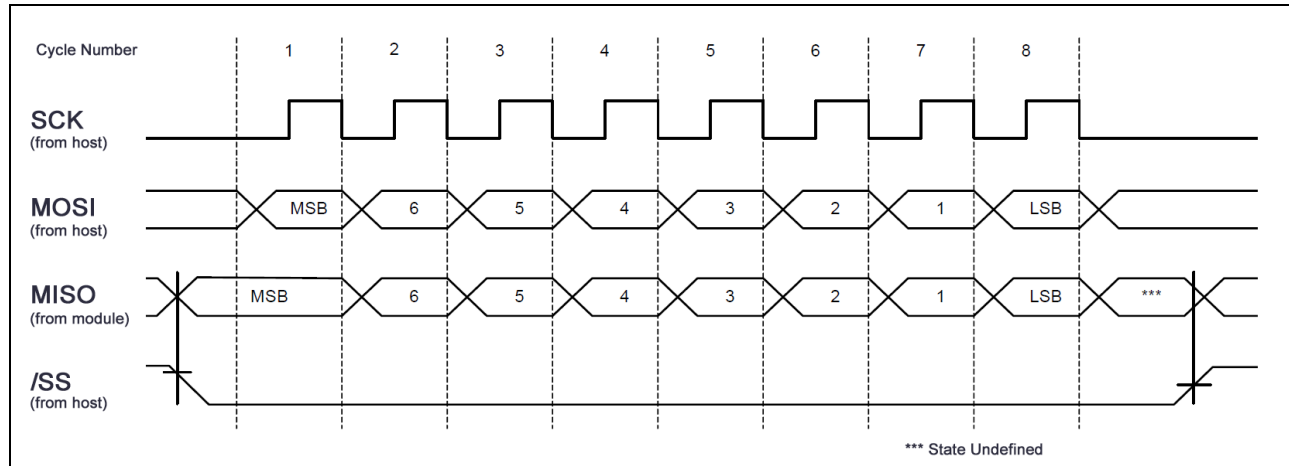 Cycle Number 1 2 3 4 5 6 7 8
SCK
(from host)
MOSI MSB 6 5 4 3 2 1 LSB
(from host)
MISO MSB 6 5 4 3 2 1 LSB ***
(from module)
/SS
(from host)
*** State Undefined